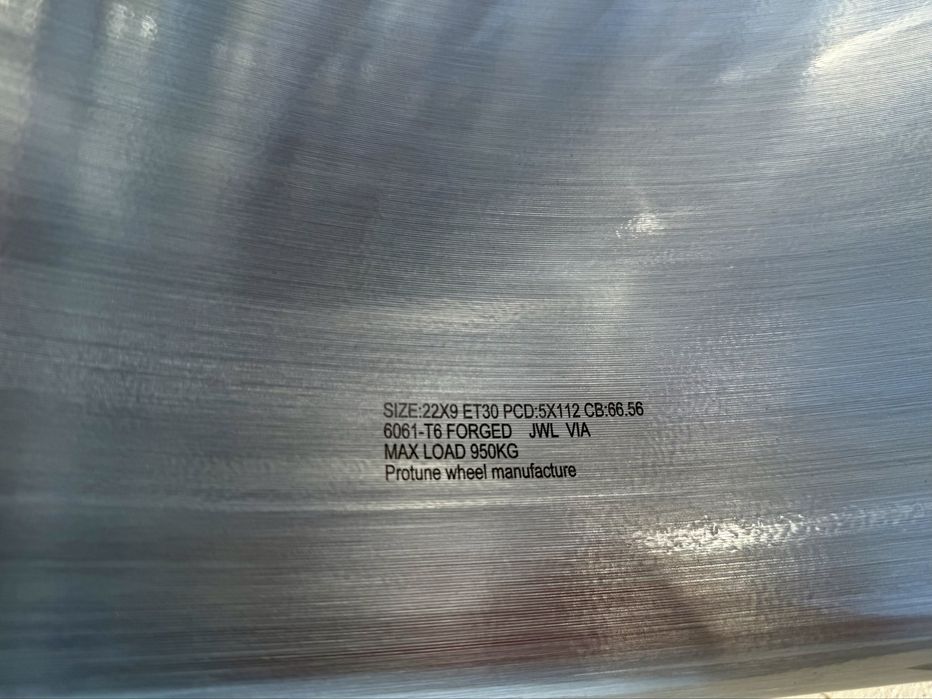 SIZE:22X9 ET30 PCD:5X112 CB:66.56
6061-T6 FORGED JWL VIA
MAX LOAD 950KG
Protune wheel manufacture